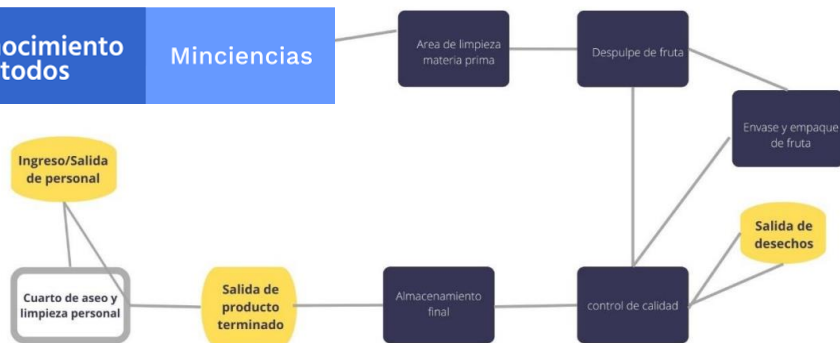 nocimiento
todos
Minciencias
Area de limpieza
materia prima
Despulpe de fruta
Envase y empaque
de fruta
Ingreso/Salida
de personal
Salida de
desechos
Cuarto de aseo y
limpieza personal
Salida de
producto
terminado
Almacenamiento
final
control de calidad